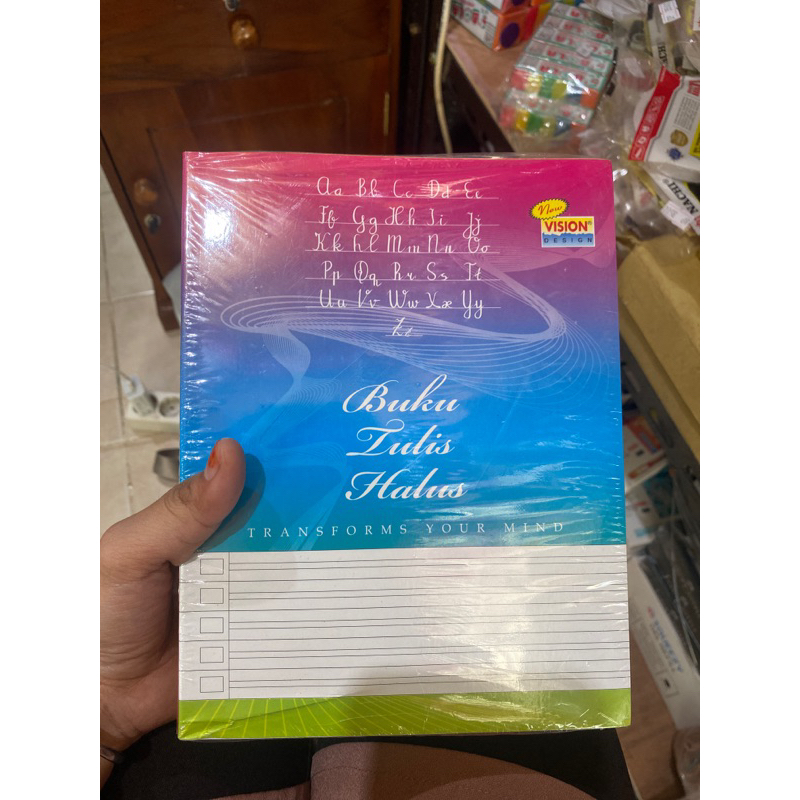 Aa Bb Cc Dd Ee
Ff Gg Hh Ii Jj
Kk Ll Mm Nn Oo
Pp Qq Rr Ss Tt
Uu Vv Ww Xx Yy
Zz
New
VISION
DESIGN
Buku
Tulis
Halus
TRANSFORMS YOUR MIND